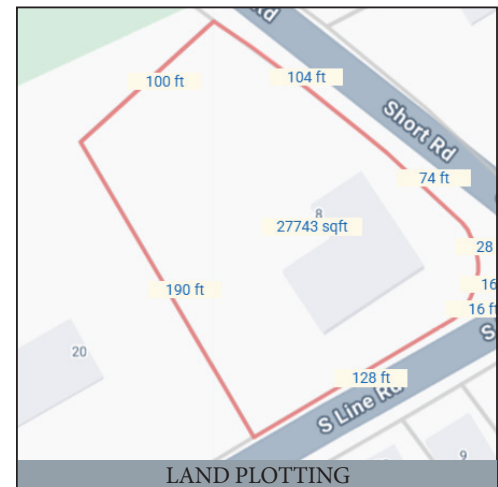 Rd
100 ft
104 ft
Short Rd
74 ft
8
27743 sqft
28
16
16 ft
190 ft
20
128 ft
S Line Rd
S
9
LAND PLOTTING